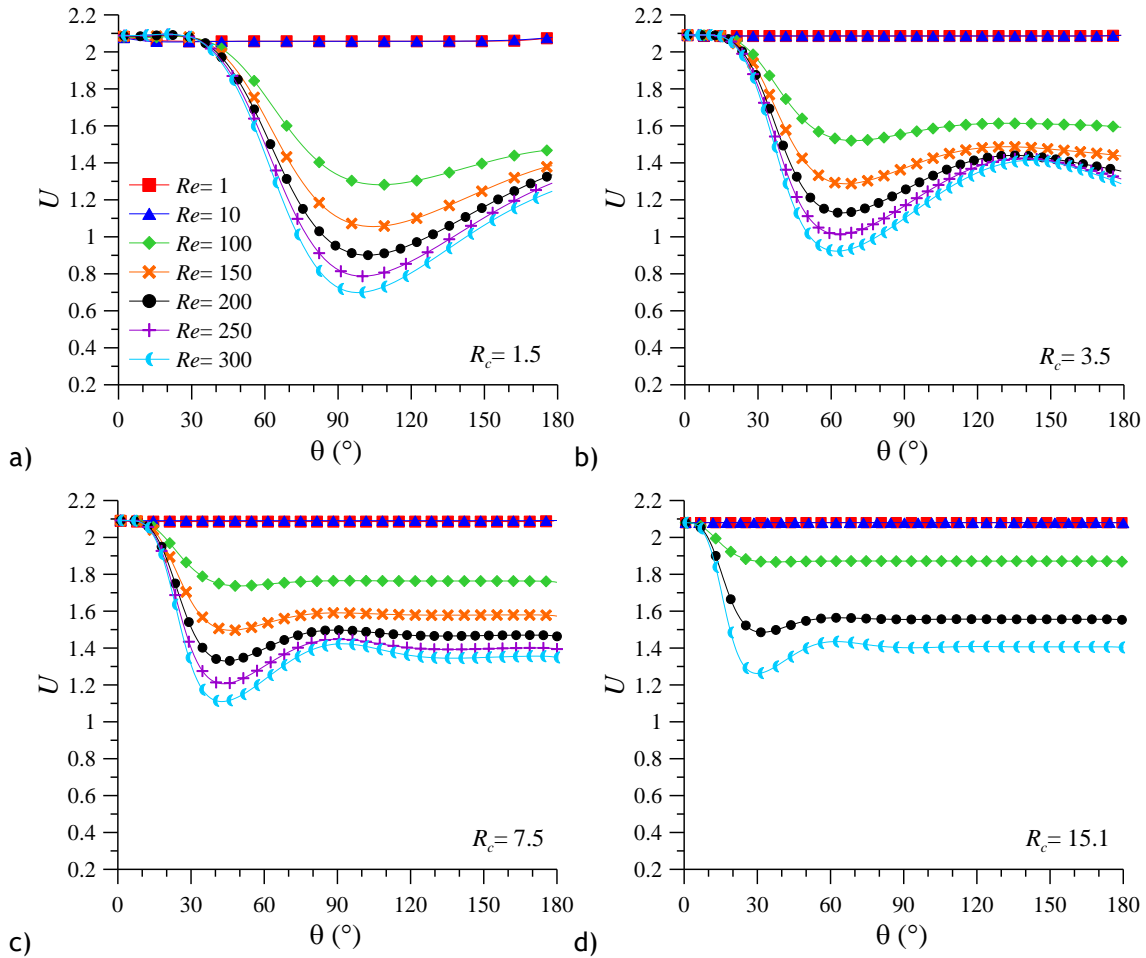 2.2
2
1.8
1.6
1.4
1.2
1
0.8
0.6
0.4
0.2
U
Re= 1
Re= 10
Re= 100
Re= 150
Re= 200
Re= 250
Re= 300
R_c= 1.5
0 30 60 90 120 150 180
θ (°)
a)
2.2
2
1.8
1.6
1.4
1.2
1
0.8
0.6
0.4
0.2
U
R_c= 3.5
0 30 60 90 120 150 180
θ (°)
b)
2.2
2
1.8
1.6
1.4
1.2
1
0.8
0.6
0.4
0.2
U
R_c= 7.5
0 30 60 90 120 150 180
θ (°)
c)
2.2
2
1.8
1.6
1.4
1.2
1
0.8
0.6
0.4
0.2
U
R_c= 15.1
0 30 60 90 120 150 180
θ (°)
d)